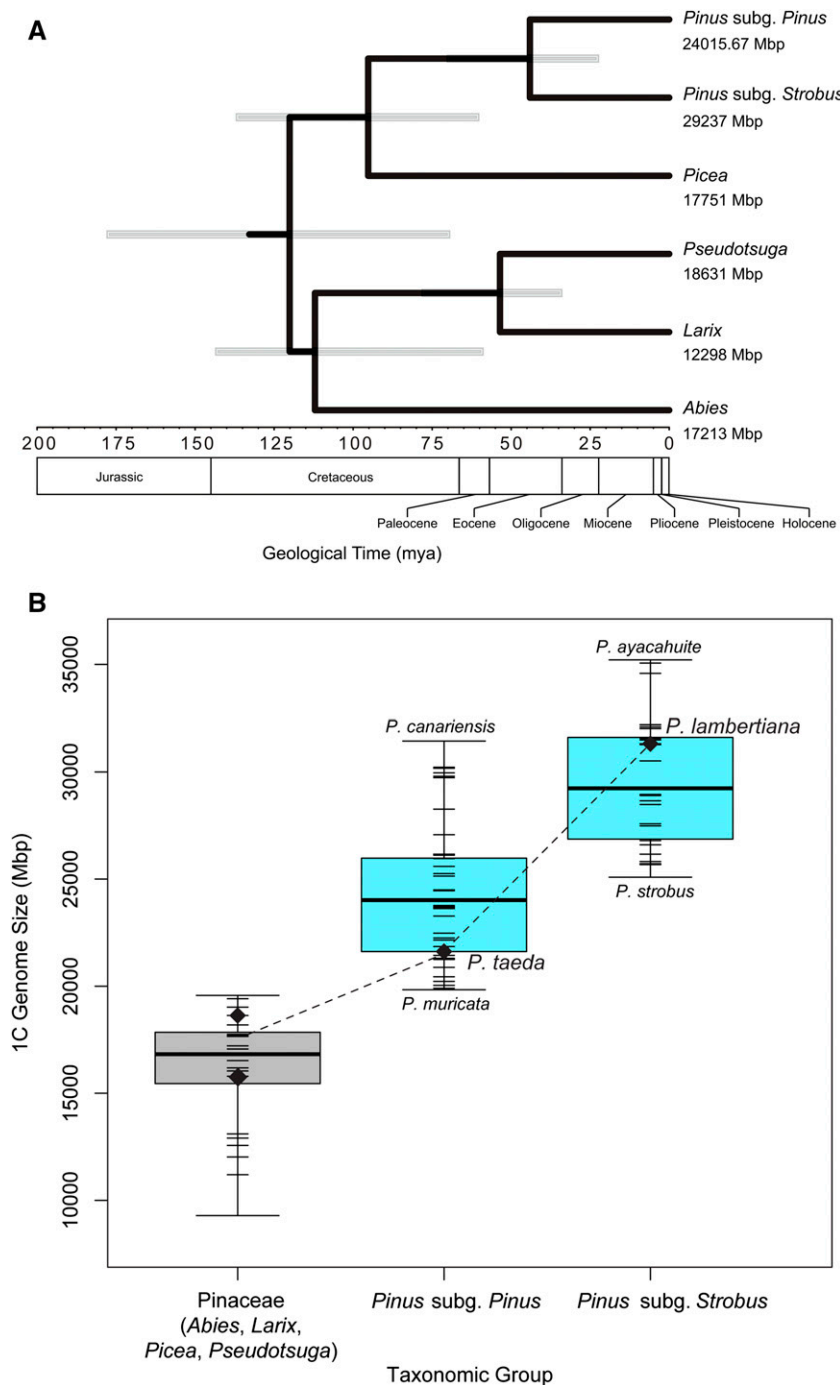 A
Pinus subg. Pinus
24015.67 Mbp
Pinus subg. Strobus
29237 Mbp
Picea
17751 Mbp
Pseudotsuga
18631 Mbp
Larix
12298 Mbp
Abies
17213 Mbp
200 175 150 125 100 75 50 25 0
Jurassic Cretaceous
Paleocene Eocene Oligocene Miocene Pliocene Pleistocene Holocene
Geological Time (mya)
B
35000
30000
25000
20000
15000
10000
1C Genome Size (Mbp)
P. ayacahuite
P. canariensis
P. lambertiana
P. strobus
P. taeda
P. muricata
Pinaceae
(Abies, Larix,
Picea, Pseudotsuga)
Pinus subg. Pinus
Pinus subg. Strobus
Taxonomic Group